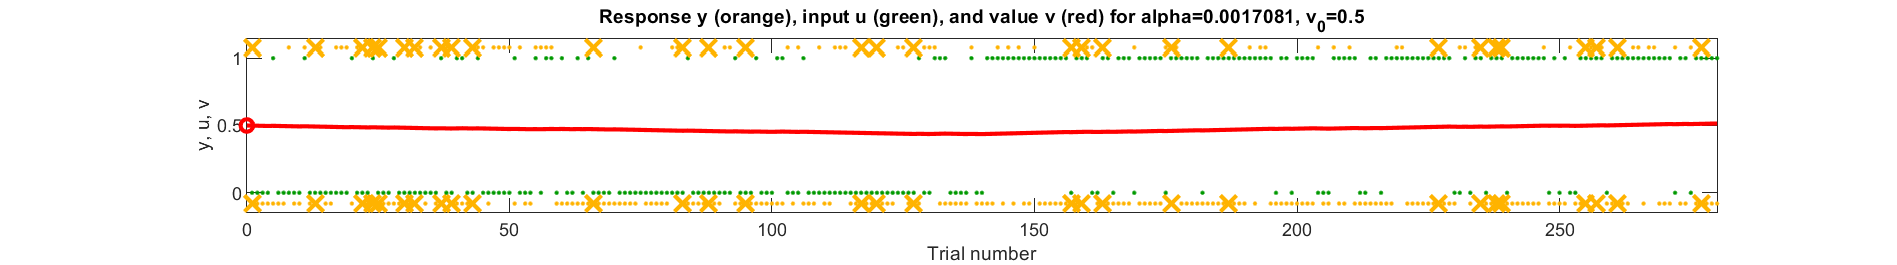 Response y (orange), input u (green), and value v (red) for alpha=0.0017081, v0=0.5
y, u, v
1
0.5
0
0 50 100 150 200 250
Trial number